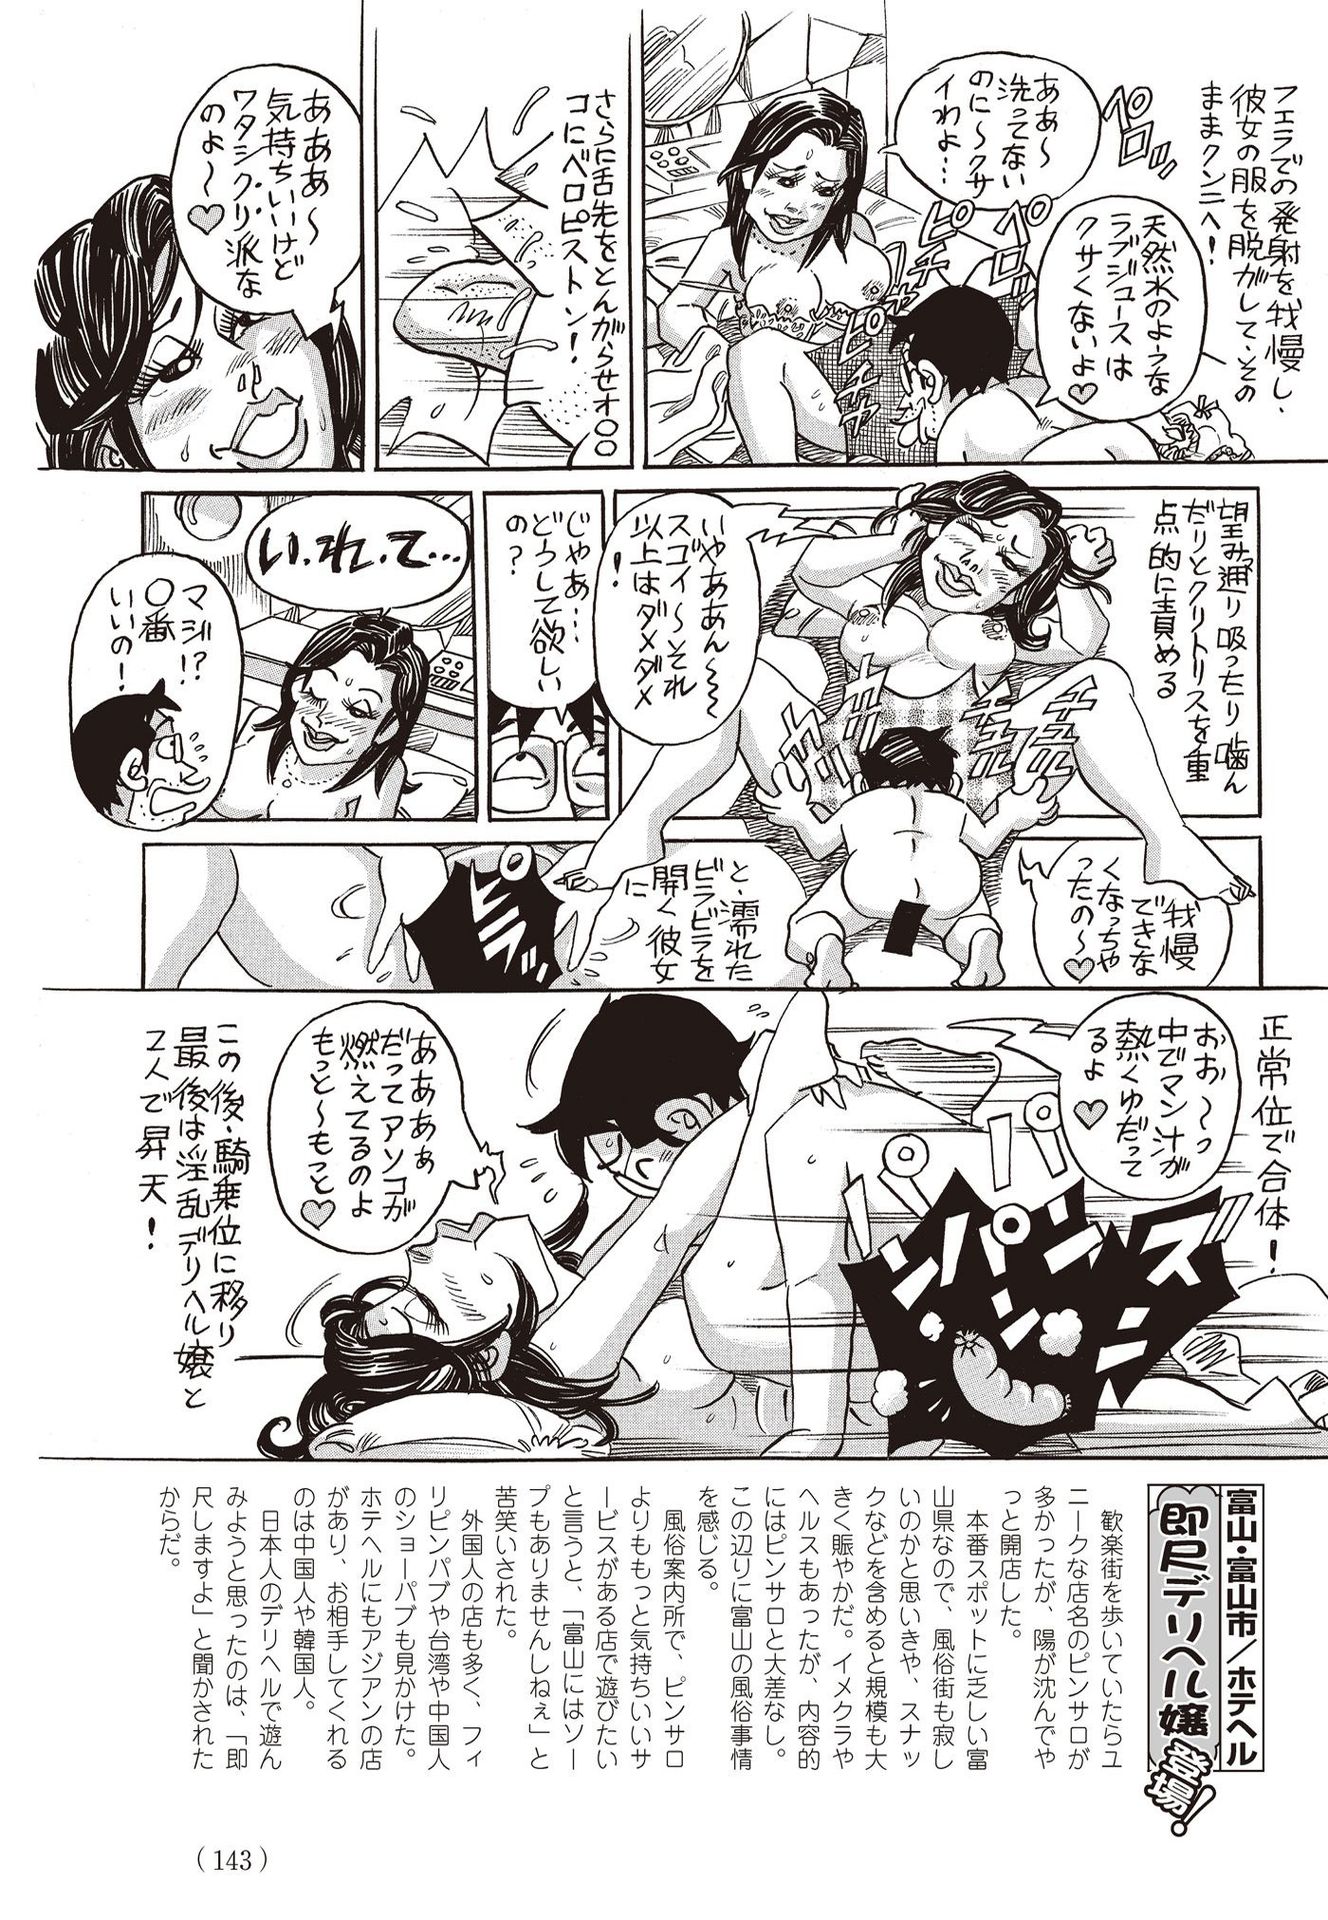 フェラでの発射を我慢し、
彼女の服を脱がして、その
ままクンニへ!
ペロペロッ
天然水のような
ラブジュースは
クサくないよ♡
ああ〜
洗ってない
のに〜クサ
イわよ…
ペロペロ
ピチャ
ピチャ
さらに舌先をとんがらせオ○○
コにベロピストン!
あああ〜
気持ちいいけど
ワタシ、クリ派な
のよ〜♡
望み通り吸ったり噛ん
だりとクリトリスを重
点的に責める
いやああん〜
スゴイ〜それ
以上はダメダメ
!
じゃあ…
どうして欲しい
の?
い、れ、て…
マジ!?
○番
いいの!
我慢
できな
くなっちゃ
ったの〜♡
と、濡れた
ビラビラを
開く彼女
に
ビラッ
正常位で合体!
おお〜っ
中でマン汁が
熱くゆだって
るよ♡
パンパン
ああああ
だってアソコが
燃えてるのよ
もっと〜もっと♡
この後、騎乗位に移り
最後は淫乱デリヘル嬢と
2人で昇天!
富山・富山市/ホテヘル
即尺デリヘル嬢登場!
歓楽街を歩いていたらユ
ニークな店名のピンサロが
多かったが、陽が沈んでや
っと開店した。
本番スポットに乏しい富
山県なので、風俗街も寂し
いのかと思いきや、スナッ
クなどを含めると規模も大
きく賑やかだ。イメクラや
ヘルスもあったが、内容的
にはピンサロと大差なし。
この辺りに富山の風俗事情
を感じる。
風俗案内所で、ピンサロ
よりももっと気持ちいいサ
ービスがある店で遊びたい
と言うと、「富山にはソー
プもありませんしねぇ」と
苦笑いされた。
外国人の店も多く、フィ
リピンパブや台湾や中国人
のショーパブも見かけた。
ホテヘルにもアジアンの店
があり、お相手してくれる
のは中国人や韓国人。
日本人のデリヘルで遊ん
みようと思ったのは、「即
尺しますよ」と聞かされた
からだ。
(143)